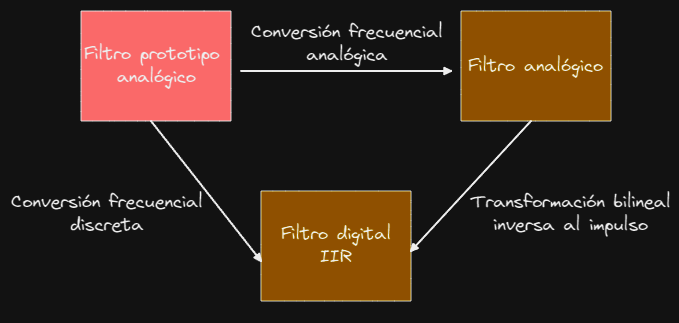 Filtro prototipo
analógico
Conversión frecuencial
analógica
Filtro analógico
Conversión frecuencial
discreta
Filtro digital
IIR
Transformación bilineal
inversa al impulso